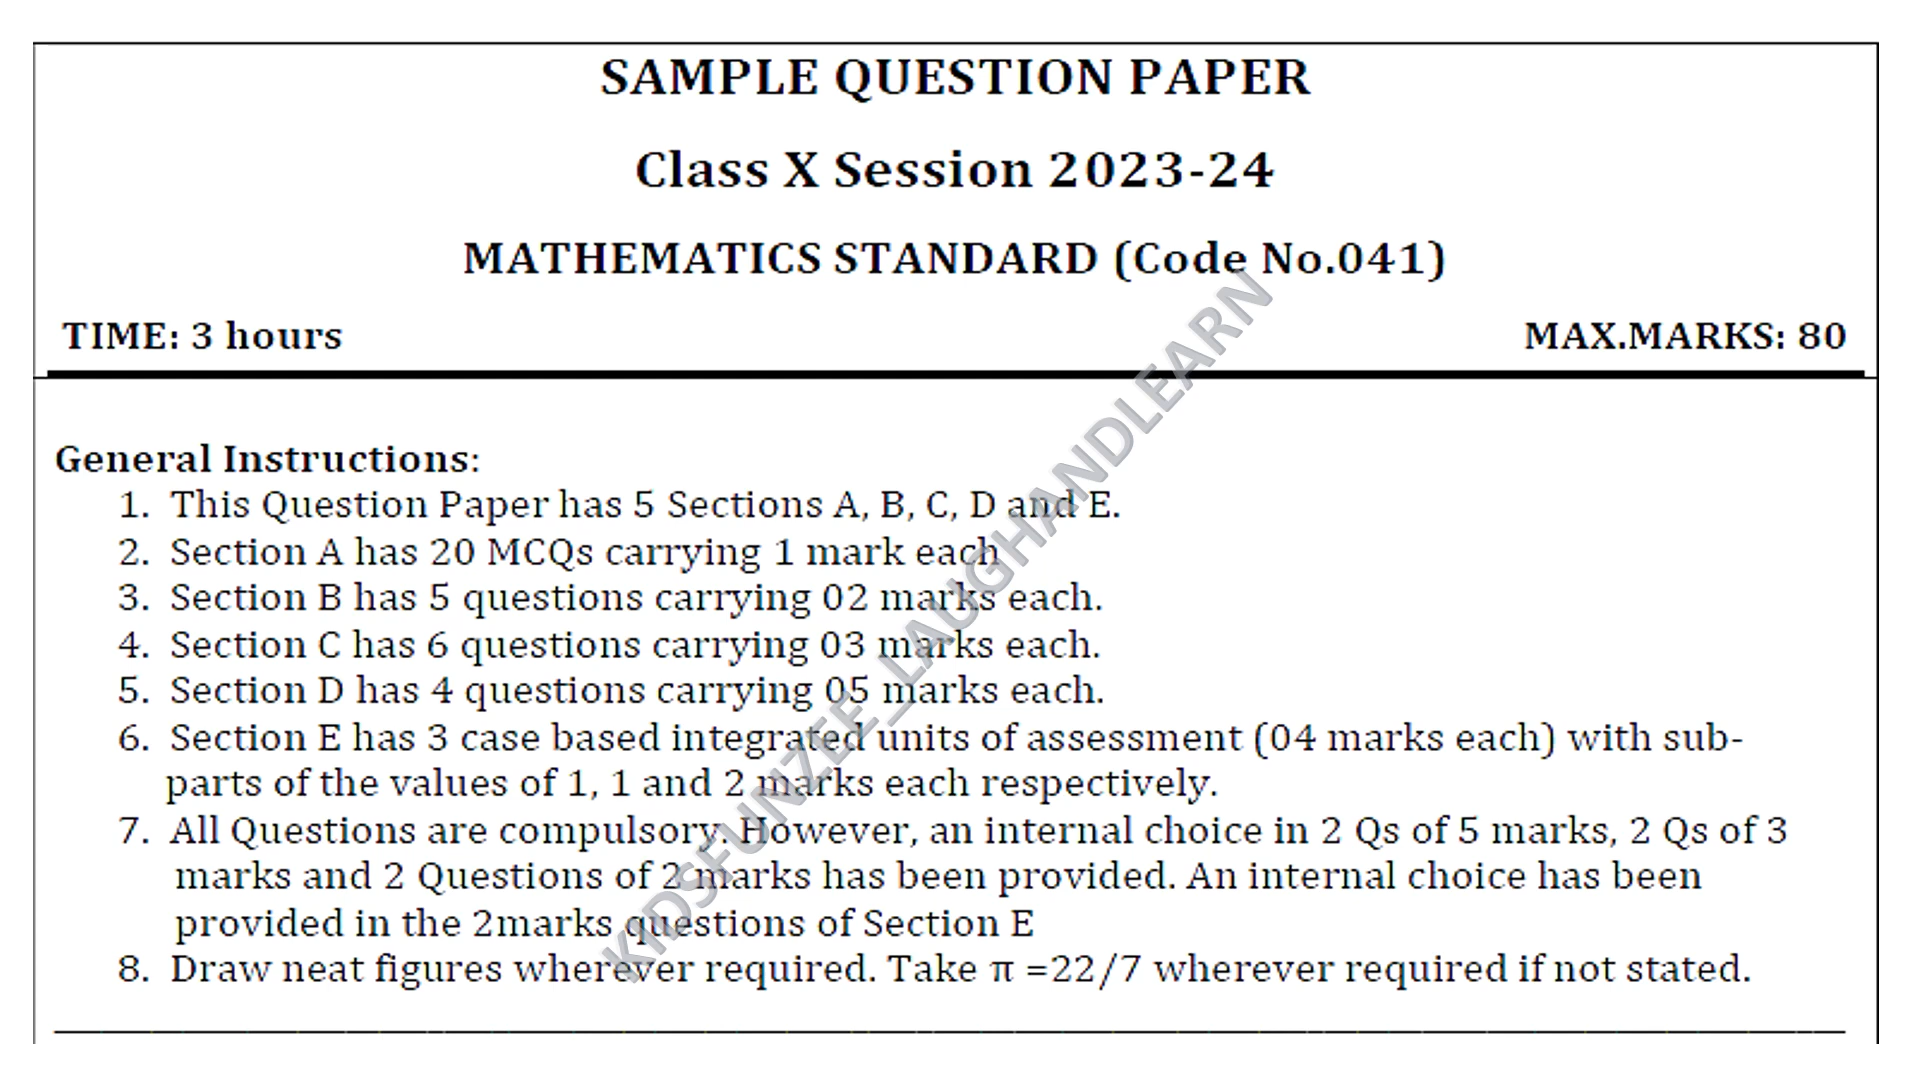 SAMPLE QUESTION PAPER
Class X Session 2023-24
MATHEMATICS STANDARD (Code No.041)
TIME: 3 hours MAX.MARKS: 80
General Instructions:
1. This Question Paper has 5 Sections A, B, C, D and E.
2. Section A has 20 MCQs carrying 1 mark each
3. Section B has 5 questions carrying 02 marks each.
4. Section C has 6 questions carrying 03 marks each.
5. Section D has 4 questions carrying 05 marks each.
6. Section E has 3 case based integrated units of assessment (04 marks each) with sub-
parts of the values of 1, 1 and 2 marks each respectively.
7. All Questions are compulsory. However, an internal choice in 2 Qs of 5 marks, 2 Qs of 3
marks and 2 Questions of 2 marks has been provided. An internal choice has been
provided in the 2marks questions of Section E
8. Draw neat figures wherever required. Take π =22/7 wherever required if not stated.
KIDSFUNZEE_LAUGHANDLEARN